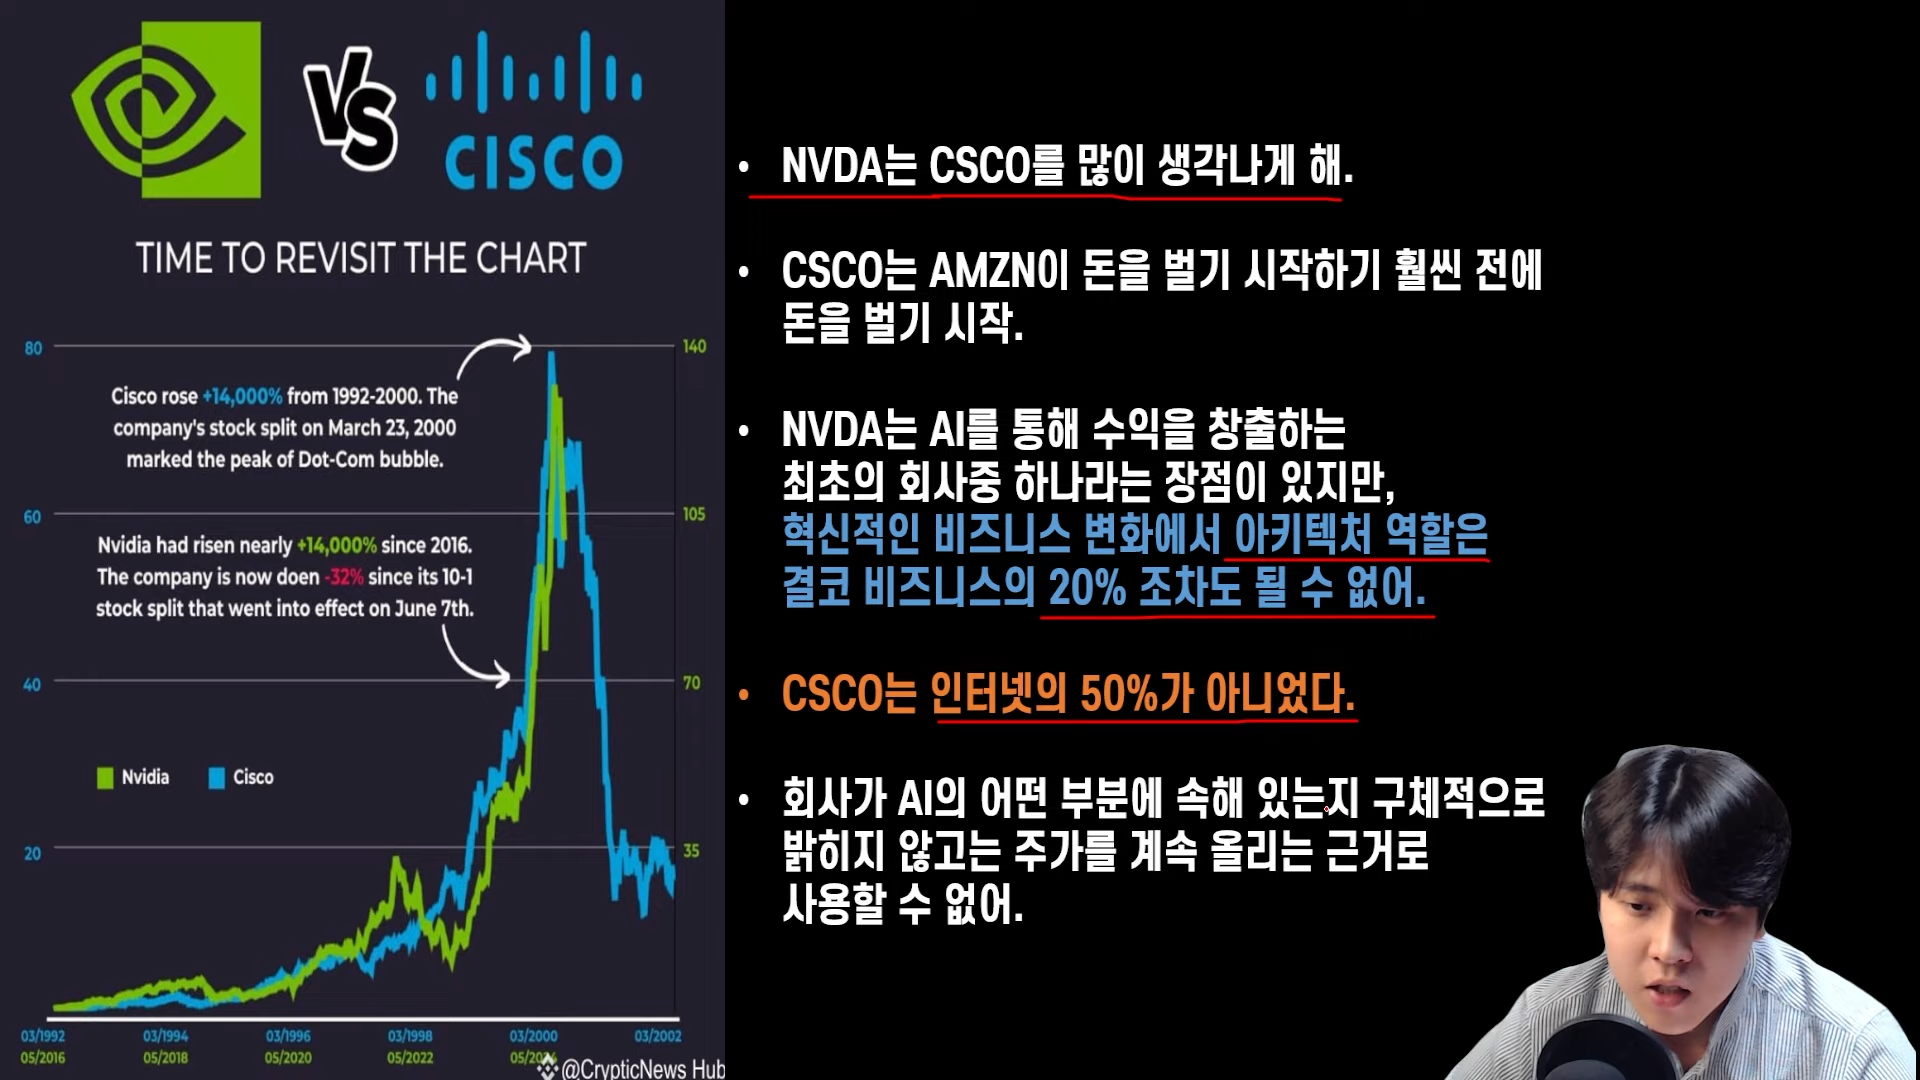 VS
CISCO
TIME TO REVISIT THE CHART
80
140
Cisco rose +14,000% from 1992-2000. The
company's stock split on March 23, 2000
marked the peak of Dot-Com bubble.
60
105
Nvidia had risen nearly +14,000% since 2016.
The company is now doen -32% since its 10-1
stock split that went into effect on June 7th.
40
70
Nvidia
Cisco
20
35
03/1992 03/1994 03/1996 03/1998 03/2000 03/2002
05/2016 05/2018 05/2020 05/2022
@CrypticNews Hub
• NVDA는 CSCO를 많이 생각나게 해.
• CSCO는 AMZN이 돈을 벌기 시작하기 훨씬 전에
돈을 벌기 시작.
• NVDA는 AI를 통해 수익을 창출하는
최초의 회사중 하나라는 장점이 있지만,
혁신적인 비즈니스 변화에서 아키텍처 역할은
결코 비즈니스의 20% 조차도 될 수 없어.
• CSCO는 인터넷의 50%가 아니었다.
• 회사가 AI의 어떤 부분에 속해 있는지 구체적으로
밝히지 않고는 주가를 계속 올리는 근거로
사용할 수 없어.